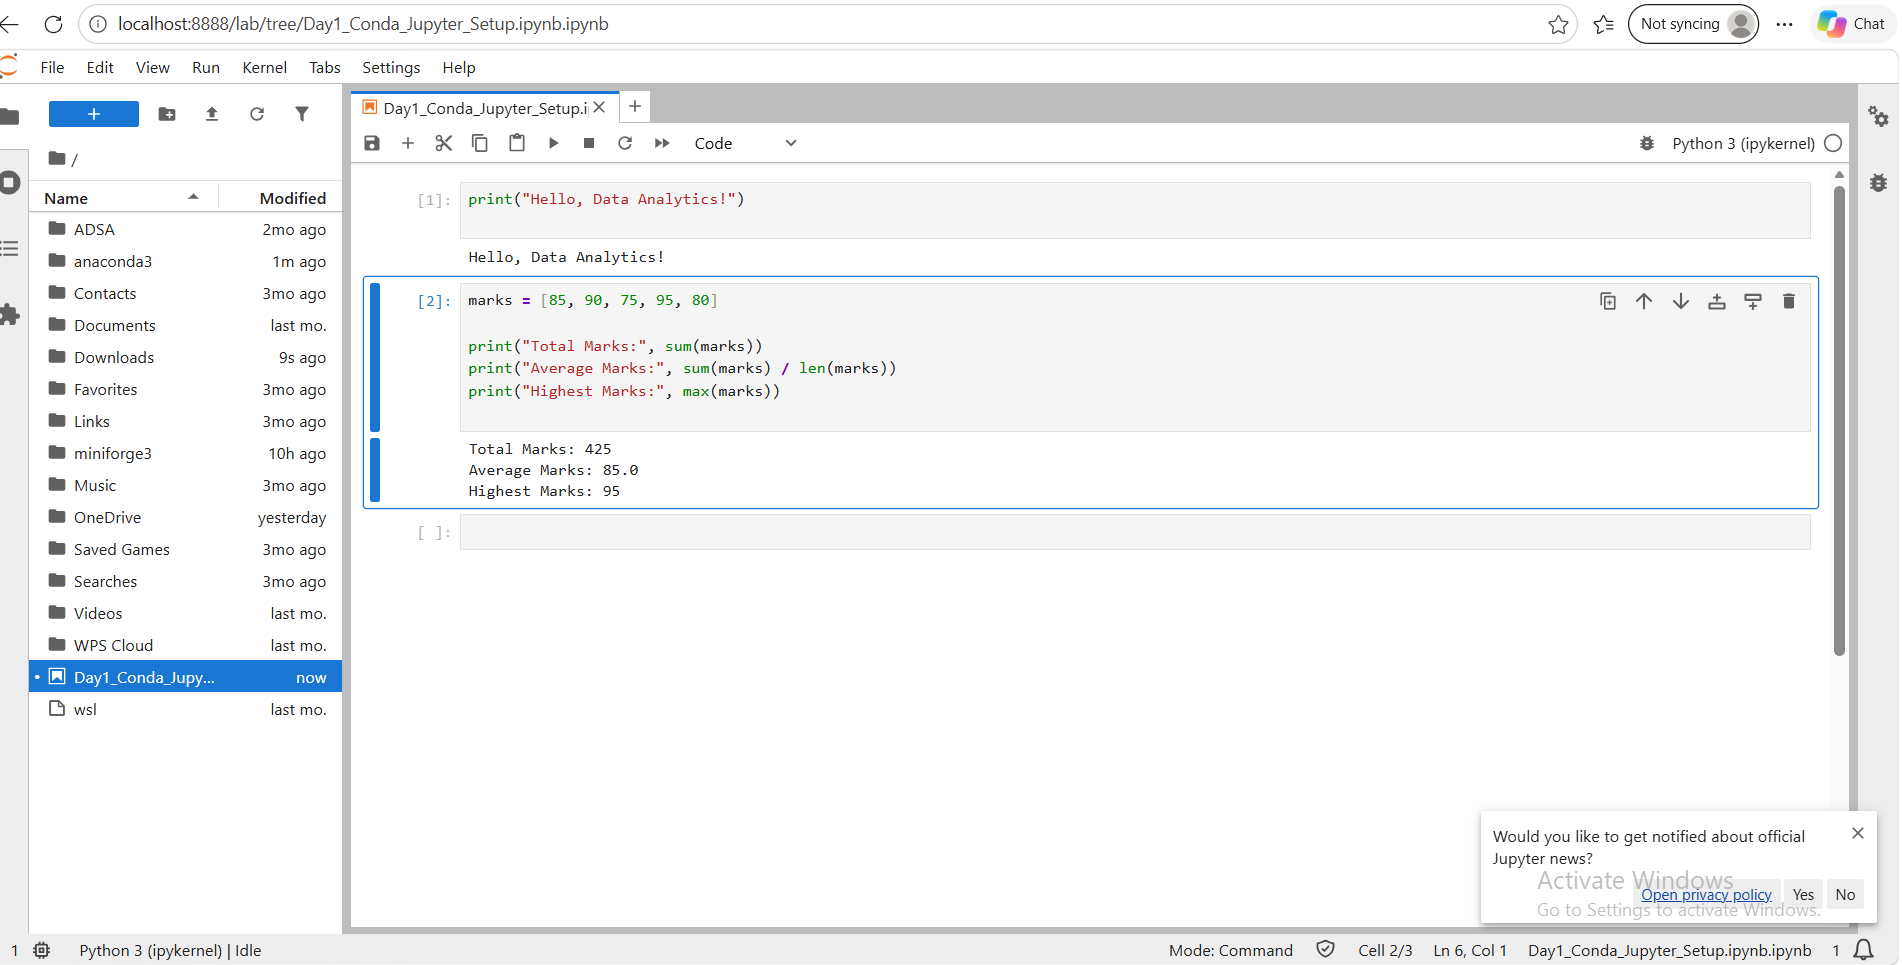 localhost:8888/lab/tree/Day1_Conda_Jupyter_Setup.ipynb.ipynb
Not syncing
Chat
File Edit View Run Kernel Tabs Settings Help
Day1_Conda_Jupyter_Setup.i
Code
Python 3 (ipykernel)
/
Name Modified
ADSA 2mo ago
anaconda3 1m ago
Contacts 3mo ago
Documents last mo.
Downloads 9s ago
Favorites 3mo ago
Links 3mo ago
miniforge3 10h ago
Music 3mo ago
OneDrive yesterday
Saved Games 3mo ago
Searches 3mo ago
Videos last mo.
WPS Cloud last mo.
Day1_Conda_Jupy... now
wsl last mo.
[1]: print("Hello, Data Analytics!")
Hello, Data Analytics!
[2]: marks = [85, 90, 75, 95, 80]
print("Total Marks:", sum(marks))
print("Average Marks:", sum(marks) / len(marks))
print("Highest Marks:", max(marks))
Total Marks: 425
Average Marks: 85.0
Highest Marks: 95
[ ]:
Would you like to get notified about official
Jupyter news?
Activate Windows
Open privacy policy Yes No
Go to Settings to activate Windows.
1 Python 3 (ipykernel) | Idle Mode: Command Cell 2/3 Ln 6, Col 1 Day1_Conda_Jupyter_Setup.ipynb.ipynb 1